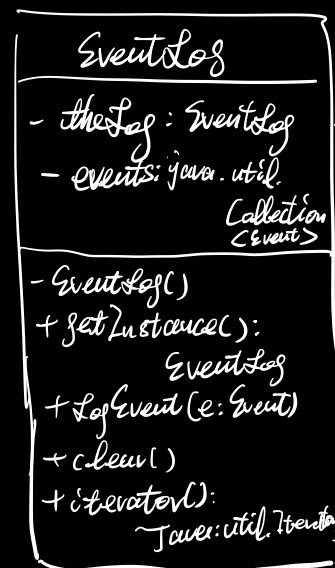 EventLog
- theLog : EventLog
- events: java.util.
Collection
<Event>
- EventLog()
+ getInstance():
EventLog
+ LogEvent(e: Event)
+ clear()
+ iterator():
Java.util.Iterator